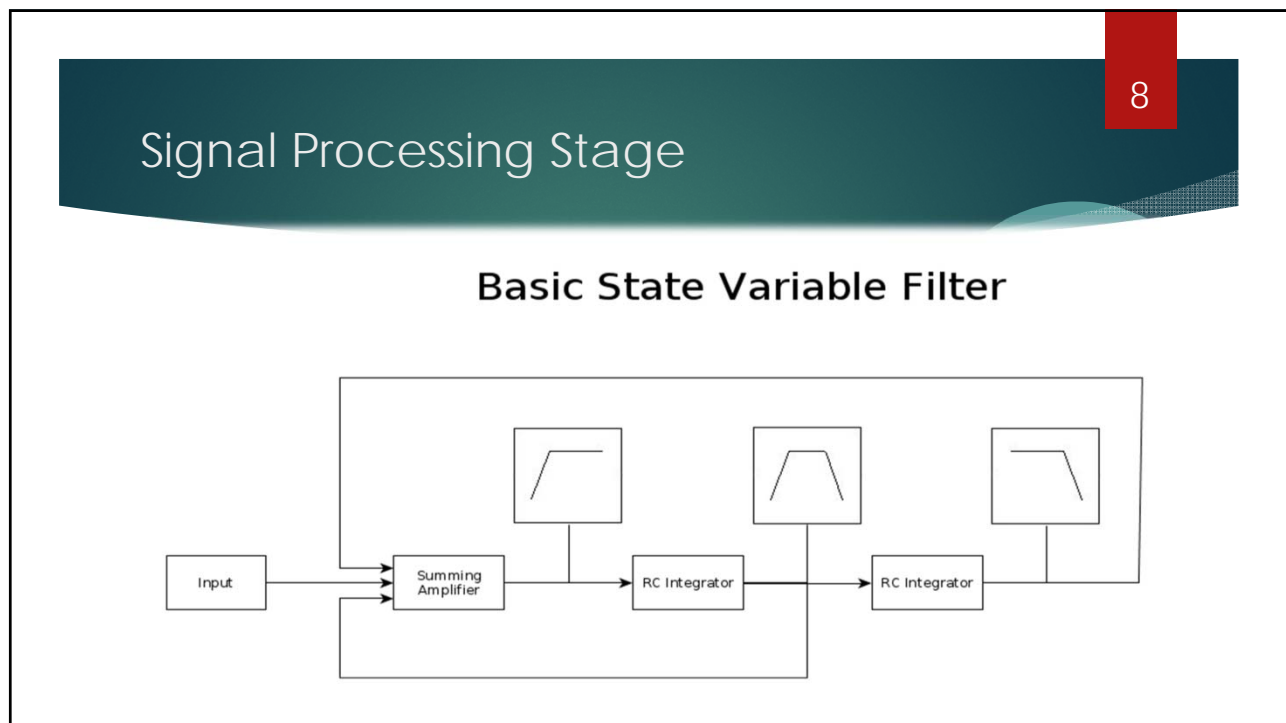 8
Signal Processing Stage
Basic State Variable Filter
Input
Summing
Amplifier
RC Integrator
RC Integrator